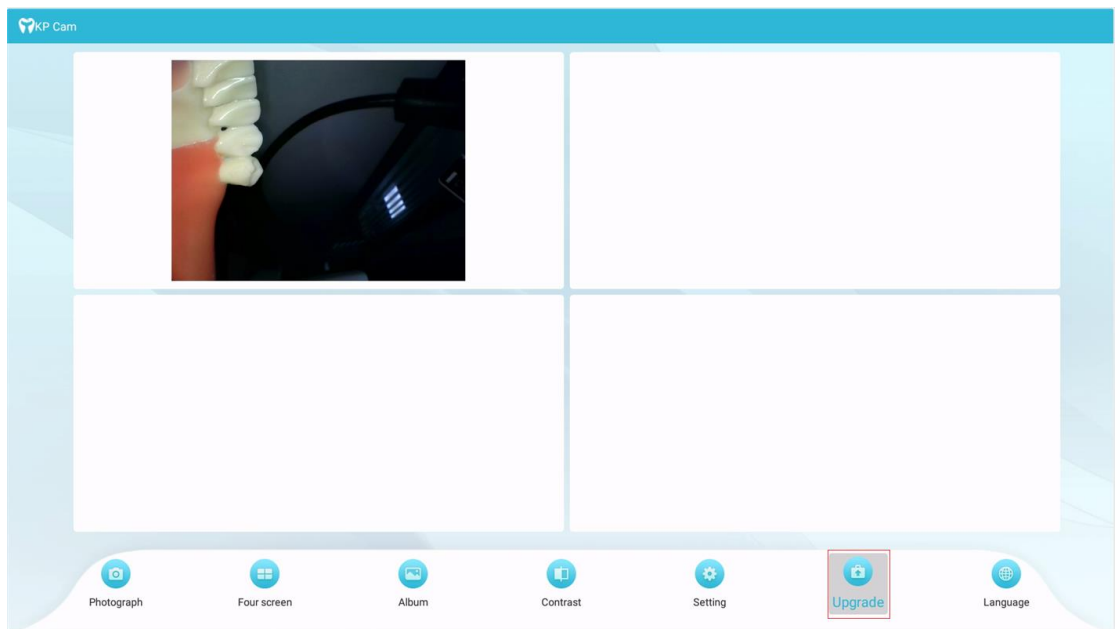 KP Cam
Photograph
Four screen
Album
Contrast
Setting
Upgrade
Language